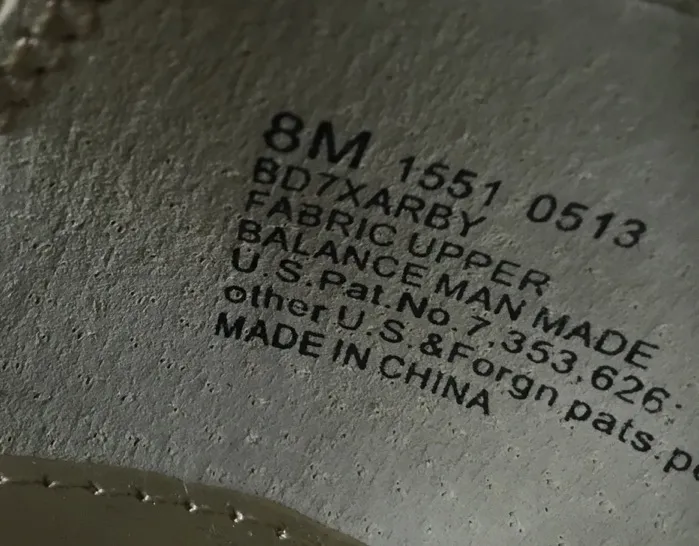 8M 1551 0513
BD7XARBY
FABRIC UPPER
BALANCE MAN MADE
U.S.Pat.No.7,353,626.
other U.S.&Forgn pats.
MADE IN CHINA